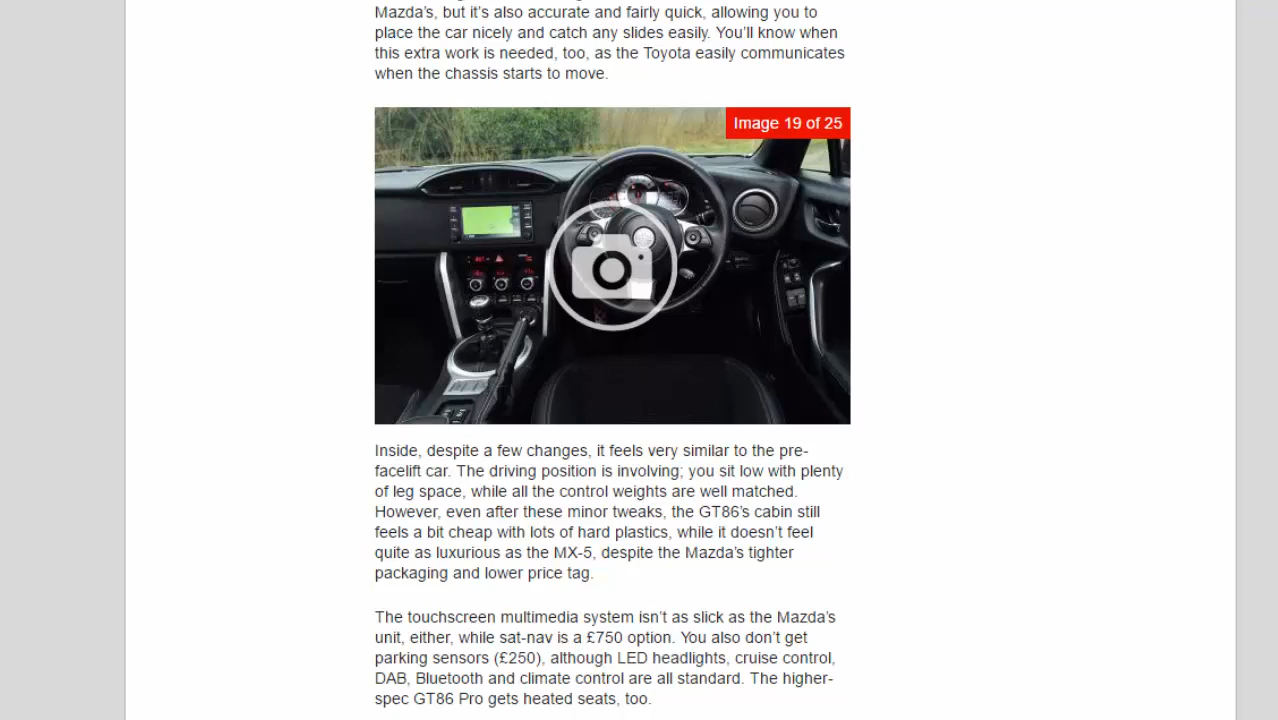 Mazda’s, but it’s also accurate and fairly quick, allowing you to
place the car nicely and catch any slides easily. You’ll know when
this extra work is needed, too, as the Toyota easily communicates
when the chassis starts to move.
Image 19 of 25
Inside, despite a few changes, it feels very similar to the pre-
facelift car. The driving position is involving; you sit low with plenty
of leg space, while all the control weights are well matched.
However, even after these minor tweaks, the GT86’s cabin still
feels a bit cheap with lots of hard plastics, while it doesn’t feel
quite as luxurious as the MX-5, despite the Mazda’s tighter
packaging and lower price tag.
The touchscreen multimedia system isn’t as slick as the Mazda’s
unit, either, while sat-nav is a £750 option. You also don’t get
parking sensors (£250), although LED headlights, cruise control,
DAB, Bluetooth and climate control are all standard. The higher-
spec GT86 Pro gets heated seats, too.